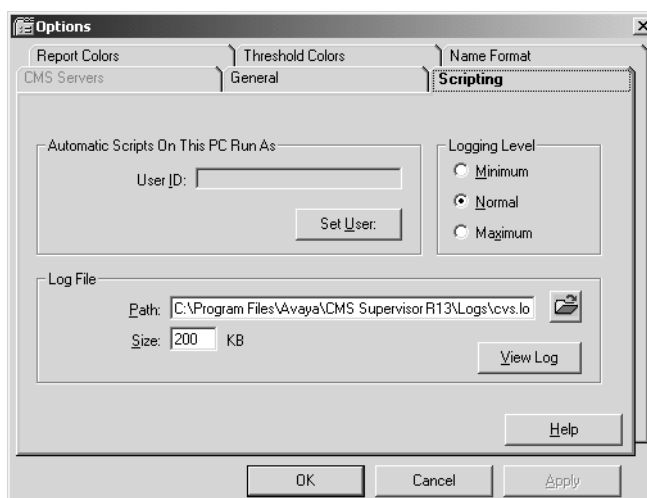 Options
Report Colors
Threshold Colors
Name Format
CMS Servers
General
Scripting
Automatic Scripts On This PC Run As
User ID:
Set User:
Logging Level
Minimum
Normal
Maximum
Log File
Path: C:\Program Files\Avaya\CMS Supervisor R13\Logs\cvs.lo
Size: 200 KB
View Log
Help
OK
Cancel
Apply